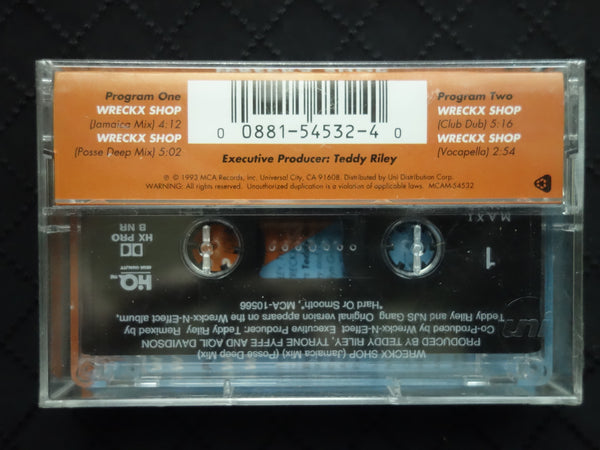 Program One
WRECKX SHOP
(Jamaica Mix) 4:12
WRECKX SHOP
(Posse Deep Mix) 5:02
0 0881-54532-4 0
Program Two
WRECKX SHOP
(Club Dub) 5:16
WRECKX SHOP
(Vocapella) 2:54
Executive Producer: Teddy Riley
℗ © 1993 MCA Records, Inc. Universal City, CA 91608. Distributed by Uni Distribution Corp.
WARNING: All rights reserved. Unauthorized duplication is a violation of applicable laws. MCAM-54532
WRECKX SHOP (Jamaica Mix) (Posse Deep Mix)
PRODUCED BY TEDDY RILEY, TYRONE FYFFE AND AQIL DAVIDSON
Co-Produced by Wreckx-N-Effect Executive Producer: Teddy Riley Remixed by
Teddy Riley and NJS Gang. Original version appears on the Wreckx-N-Effect album,
"Hard Or Smooth", MCA-10566
1
MAXI
HQ
HIGH QUALITY
HX PRO
B NR
uni